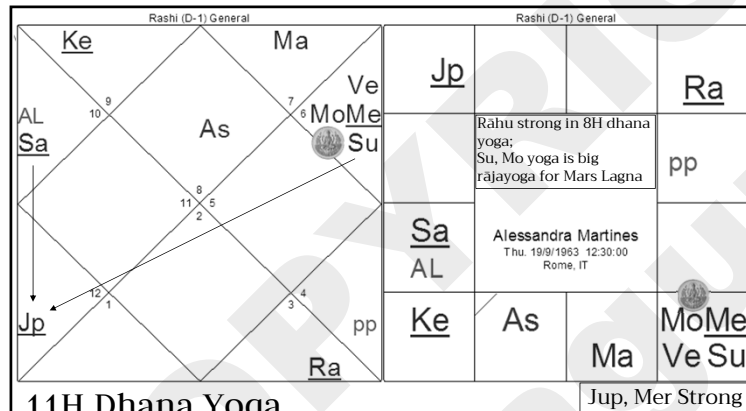 Rashi (D-1) General
Ke
Ma
9
10
7
6
Ve
MoMe
Su
AL
Sa
As
8
11 5
2
12
1
4
3
Jp
pp
Ra
11H Dhana Yoga
Rashi (D-1) General
Jp
Ra
Rāhu strong in 8H dhana
yoga;
Su, Mo yoga is big
rājayoga for Mars Lagna
pp
Sa
AL
Alessandra Martines
Thu. 19/9/1963 12:30:00
Rome, IT
Ke
As
Ma
MoMe
Ve Su
Jup, Mer Strong